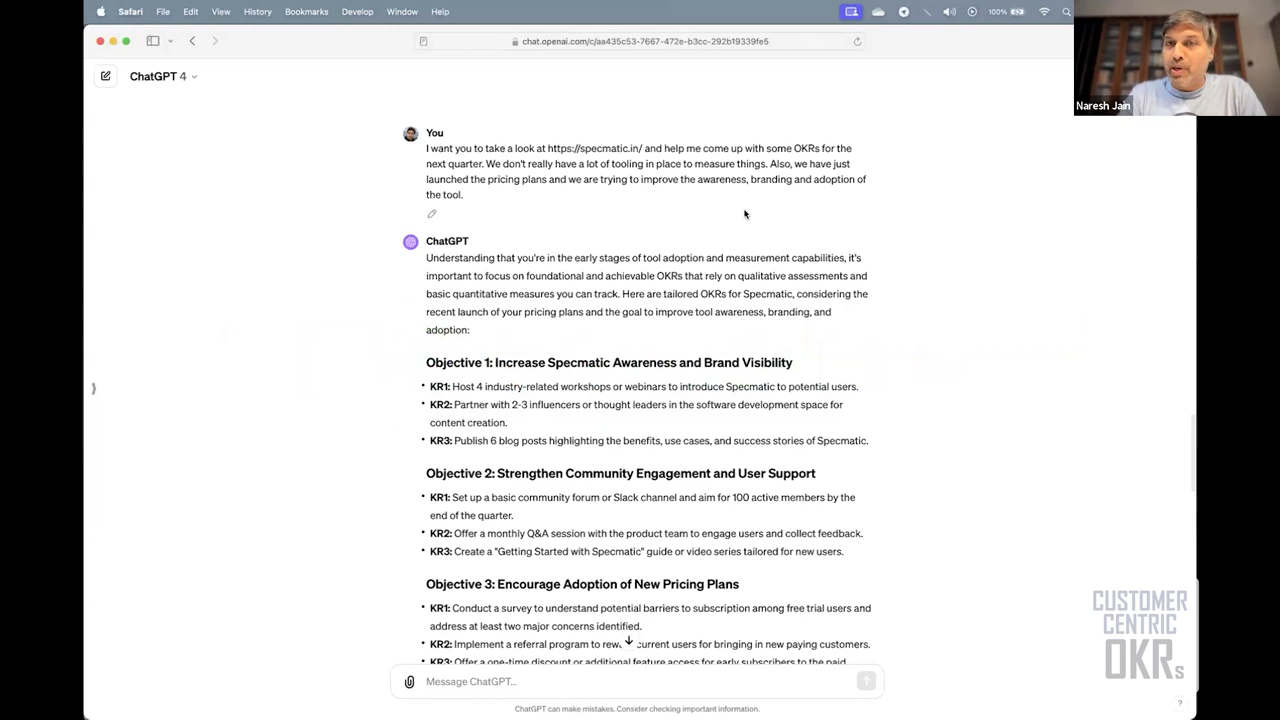 Safari File Edit View History Bookmarks Develop Window Help
100%
chat.openai.com/c/aa435c53-7667-472e-b3cc-292b19339fe5
Naresh Jain
ChatGPT 4
You
I want you to take a look at https://specmatic.in/ and help me come up with some OKRs for the
next quarter. We don't really have a lot of tooling in place to measure things. Also, we have just
launched the pricing plans and we are trying to improve the awareness, branding and adoption of
the tool.
ChatGPT
Understanding that you're in the early stages of tool adoption and measurement capabilities, it's
important to focus on foundational and achievable OKRs that rely on qualitative assessments and
basic quantitative measures you can track. Here are tailored OKRs for Specmatic, considering the
recent launch of your pricing plans and the goal to improve tool awareness, branding, and
adoption:
Objective 1: Increase Specmatic Awareness and Brand Visibility
• KR1: Host 4 industry-related workshops or webinars to introduce Specmatic to potential users.
• KR2: Partner with 2-3 influencers or thought leaders in the software development space for
content creation.
• KR3: Publish 6 blog posts highlighting the benefits, use cases, and success stories of Specmatic.
Objective 2: Strengthen Community Engagement and User Support
• KR1: Set up a basic community forum or Slack channel and aim for 100 active members by the
end of the quarter.
• KR2: Offer a monthly Q&A session with the product team to engage users and collect feedback.
• KR3: Create a "Getting Started with Specmatic" guide or video series tailored for new users.
Objective 3: Encourage Adoption of New Pricing Plans
• KR1: Conduct a survey to understand potential barriers to subscription among free trial users and
address at least two major concerns identified.
• KR2: Implement a referral program to current users for bringing in new paying customers.
• KR3: Offer a one-time discount or additional feature access for early subscribers to the paid
Message ChatGPT...
ChatGPT can make mistakes. Consider checking important information.
?
CUSTOMER
CENTRIC
OKRs